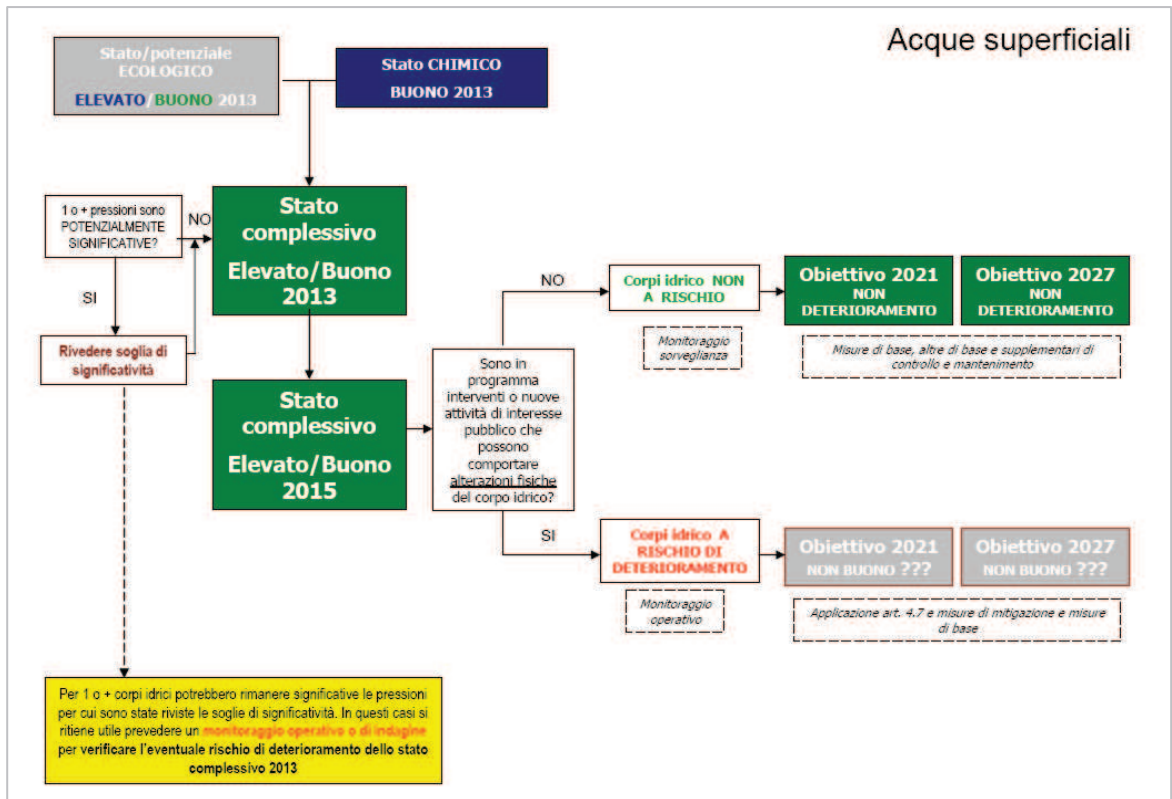 Acque superficiali
Stato/potenziale
ECOLOGICO
ELEVATO/BUONO 2013
Stato CHIMICO
BUONO 2013
1 o + pressioni sono
POTENZIALMENTE
SIGNIFICATIVE?
NO
SI
Rivedere soglia di
significatività
Stato
complessivo
Elevato/Buono
2013
Stato
complessivo
Elevato/Buono
2015
Sono in
programma
interventi o nuove
attività di interesse
pubblico che
possono
comportare
alterazioni fisiche
del corpo idrico?
NO
Corpi idrico NON
A RISCHIO
Monitoraggio
sorveglianza
Obiettivo 2021
NON
DETERIORAMENTO
Obiettivo 2027
NON
DETERIORAMENTO
Misure di base, altre di base e supplementari di
controllo e mantenimento
SI
Corpi idrico A
RISCHIO DI
DETERIORAMENTO
Monitoraggio
operativo
Obiettivo 2021
NON BUONO ???
Obiettivo 2027
NON BUONO ???
Applicazione art. 4.7 e misure di mitigazione e misure
di base
Per 1 o + corpi idrici potrebbero rimanere significative le pressioni
per cui sono state riviste le soglie di significatività. In questi casi si
ritiene utile prevedere un monitoraggio operativo o di indagine
per verificare l'eventuale rischio di deterioramento dello stato
complessivo 2013